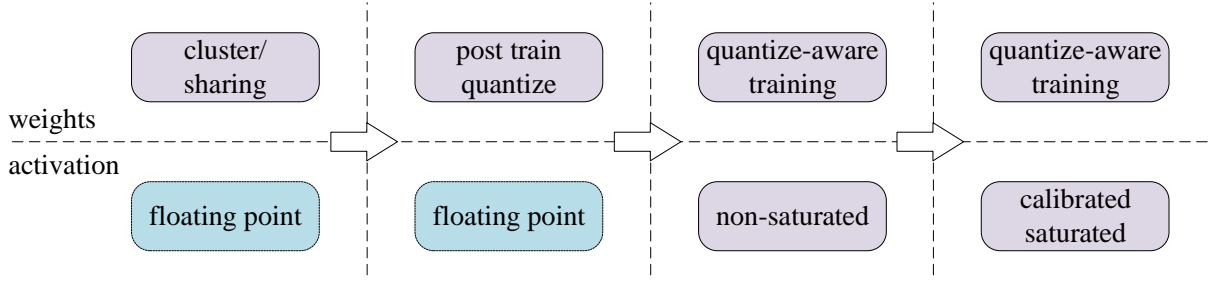 cluster/
sharing
post train
quantize
quantize-aware
training
quantize-aware
training
weights
activation
floating point
floating point
non-saturated
calibrated
saturated